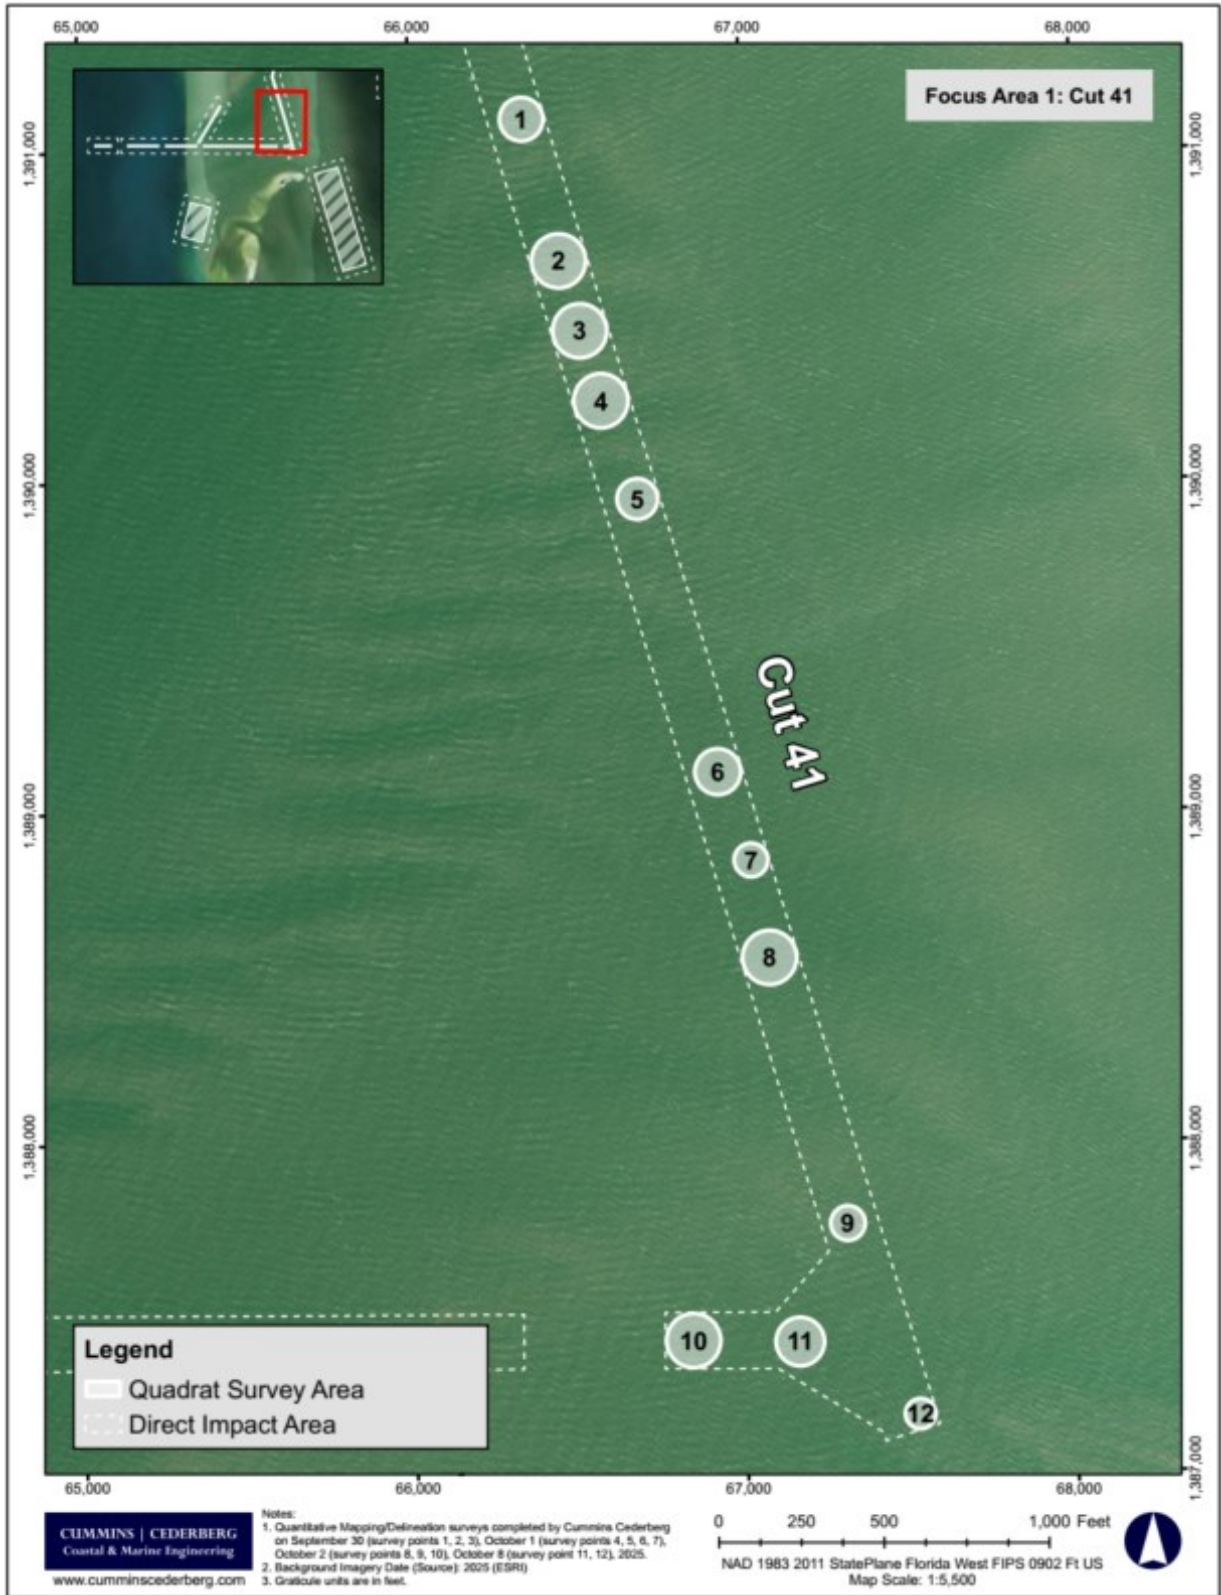 65,000
66,000
67,000
68,000
Focus Area 1: Cut 41
1,391,000
1,391,000
1
2
3
4
1,390,000
1,390,000
5
Cut 41
6
1,389,000
1,389,000
7
8
1,388,000
1,388,000
9
10
11
12
Legend
Quadrat Survey Area
Direct Impact Area
1,387,000
65,000
66,000
67,000
68,000
CUMMINS | CEDERBERG
Coastal & Marine Engineering
www.cumminscederberg.com
Notes:
1. Quantitative Mapping/Delineation surveys completed by Cummins Cederberg
on September 30 (survey points 1, 2, 3), October 1 (survey points 4, 5, 6, 7),
October 2 (survey points 8, 9, 10), October 8 (survey point 11, 12), 2025.
2. Background Imagery Date (Source): 2025 (ESRI)
3. Graticule units are in feet.
0 250 500 1,000 Feet
NAD 1983 2011 StatePlane Florida West FIPS 0902 Ft US
Map Scale: 1:5,500